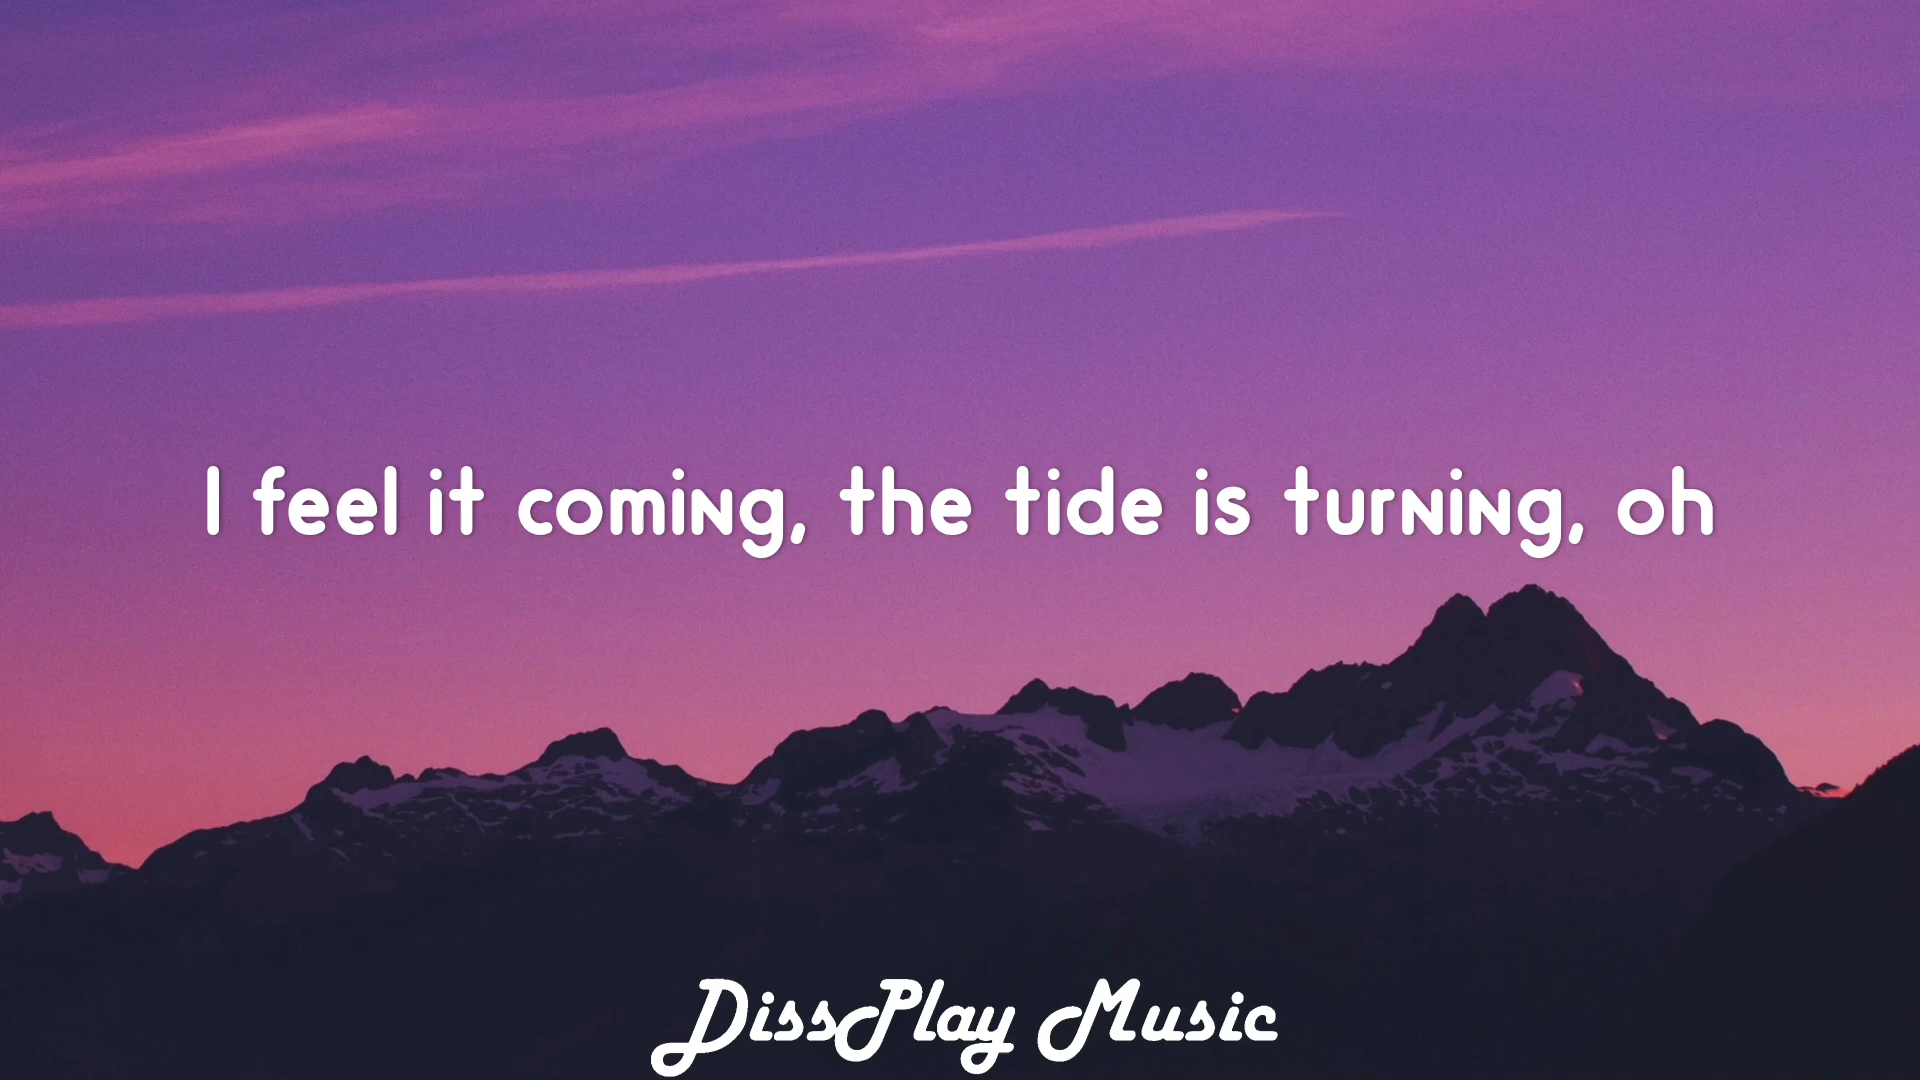 I feel it coming, the tide is turning, oh
DissPlay Music